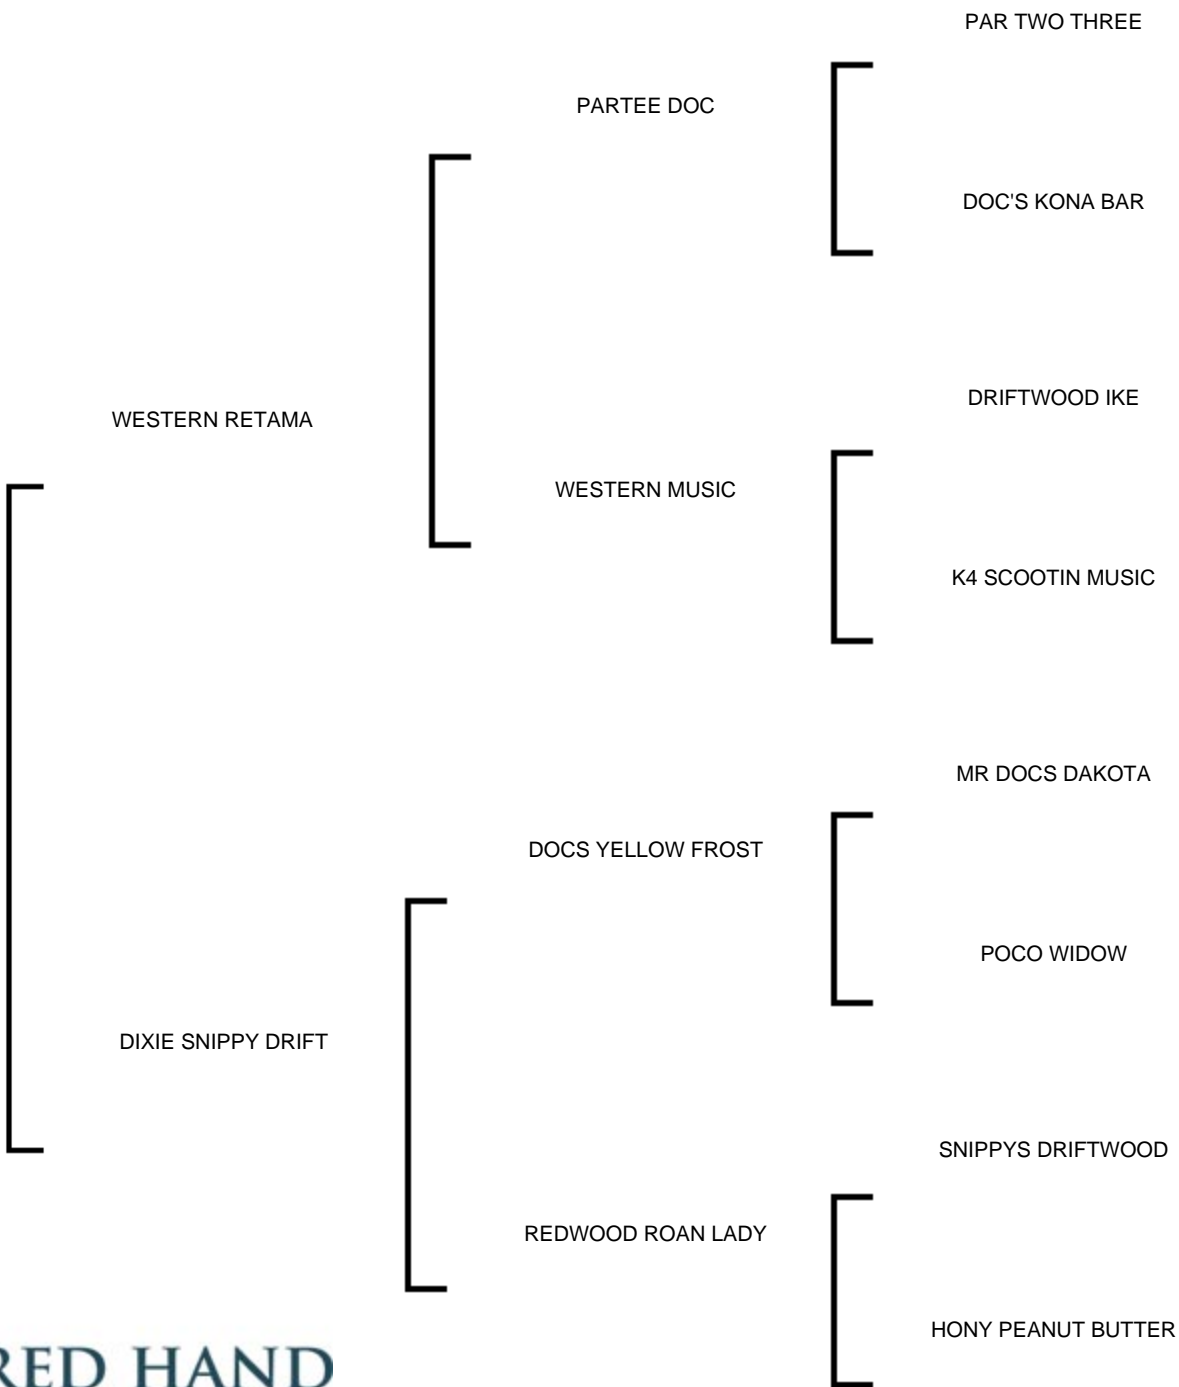 PAR TWO THREE
PARTEE DOC
DOC'S KONA BAR
DRIFTWOOD IKE
WESTERN RETAMA
WESTERN MUSIC
K4 SCOOTIN MUSIC
MR DOCS DAKOTA
DOCS YELLOW FROST
POCO WIDOW
DIXIE SNIPPY DRIFT
SNIPPYS DRIFTWOOD
REDWOOD ROAN LADY
HONY PEANUT BUTTER
RED HAND